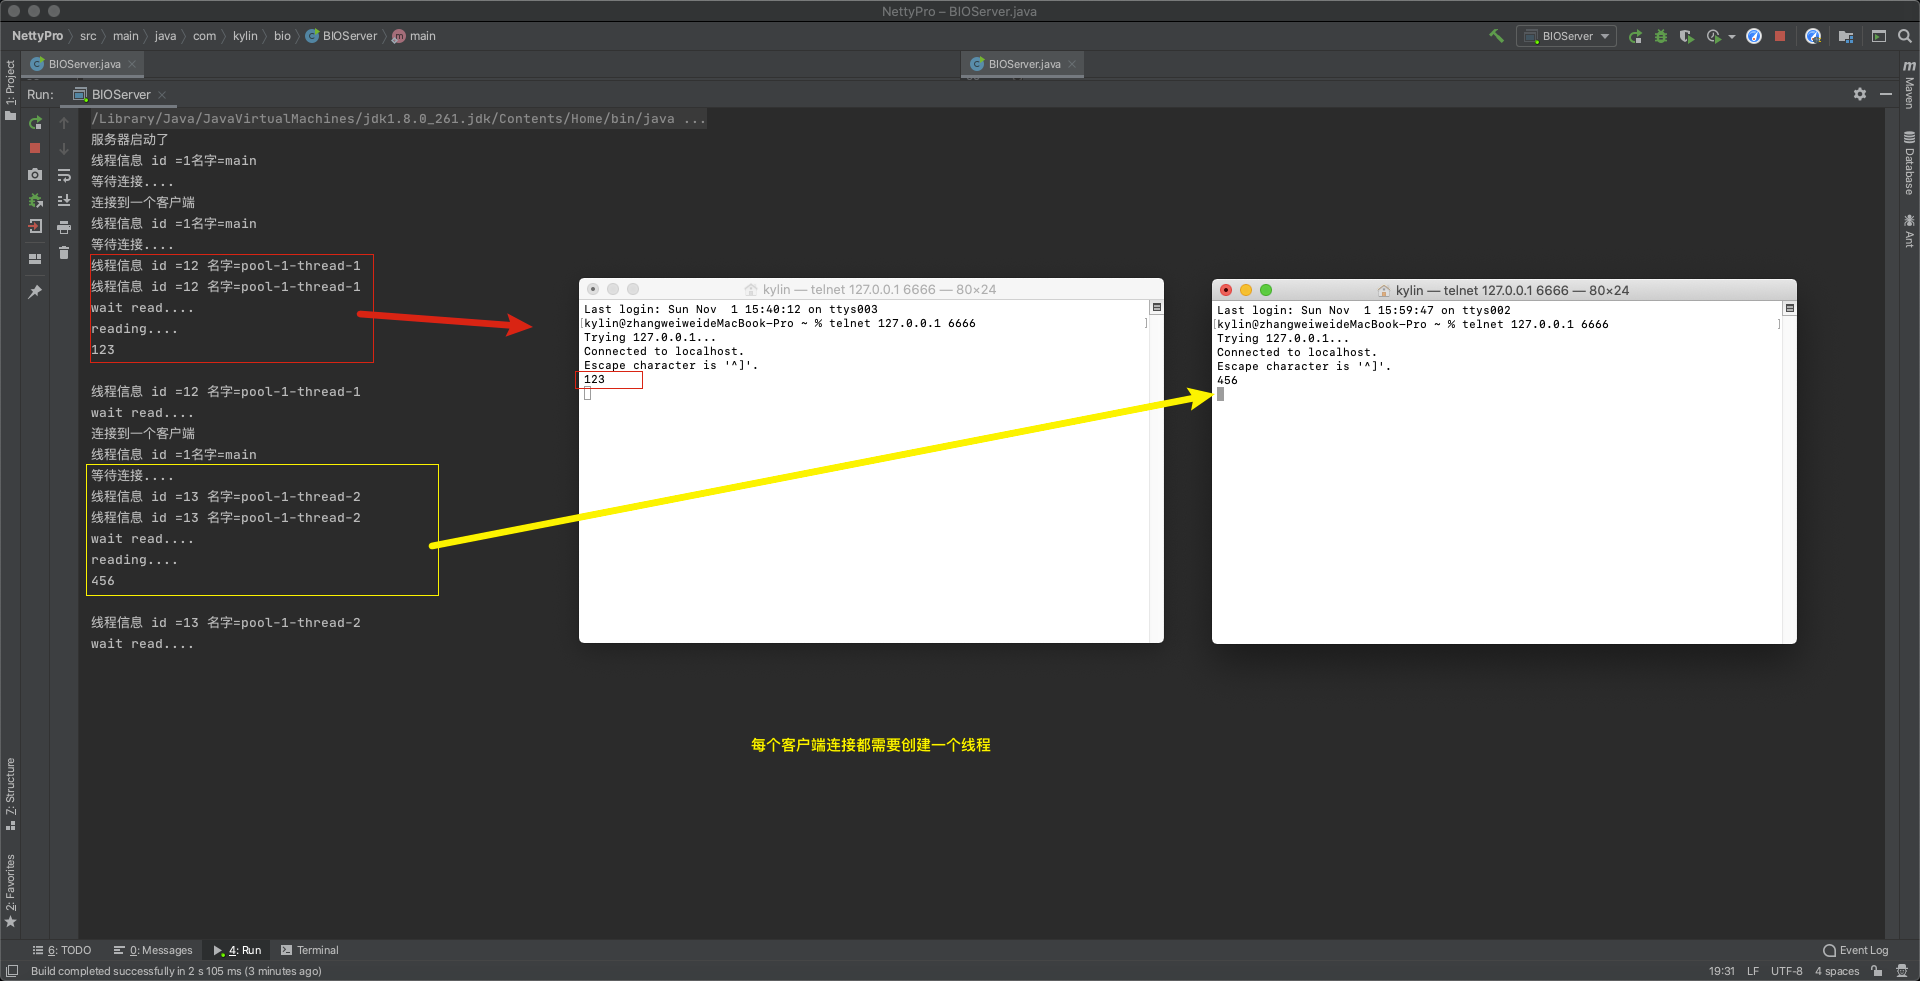 NettyPro – BIOServer.java
NettyPro src main java com kylin bio BIOServer main
BIOServer
BIOServer.java
BIOServer.java
Run: BIOServer
/Library/Java/JavaVirtualMachines/jdk1.8.0_261.jdk/Contents/Home/bin/java ...
服务器启动了
线程信息 id =1名字=main
等待连接....
连接到一个客户端
线程信息 id =1名字=main
等待连接....
线程信息 id =12 名字=pool-1-thread-1
线程信息 id =12 名字=pool-1-thread-1
wait read....
reading....
123
线程信息 id =12 名字=pool-1-thread-1
wait read....
连接到一个客户端
线程信息 id =1名字=main
等待连接....
线程信息 id =13 名字=pool-1-thread-2
线程信息 id =13 名字=pool-1-thread-2
wait read....
reading....
456
线程信息 id =13 名字=pool-1-thread-2
wait read....
kylin — telnet 127.0.0.1 6666 — 80×24
Last login: Sun Nov  1 15:40:12 on ttys003
[kylin@zhangweiweideMacBook-Pro ~ % telnet 127.0.0.1 6666 ]
Trying 127.0.0.1...
Connected to localhost.
Escape character is '^]'.
123
kylin — telnet 127.0.0.1 6666 — 80×24
Last login: Sun Nov  1 15:59:47 on ttys002
[kylin@zhangweiweideMacBook-Pro ~ % telnet 127.0.0.1 6666 ]
Trying 127.0.0.1...
Connected to localhost.
Escape character is '^]'.
456
每个客户端连接都需要创建一个线程
1: Project
Z: Structure
2: Favorites
m Maven
Database
Ant
6: TODO 0: Messages 4: Run Terminal
Event Log
Build completed successfully in 2 s 105 ms (3 minutes ago)
19:31 LF UTF-8 4 spaces